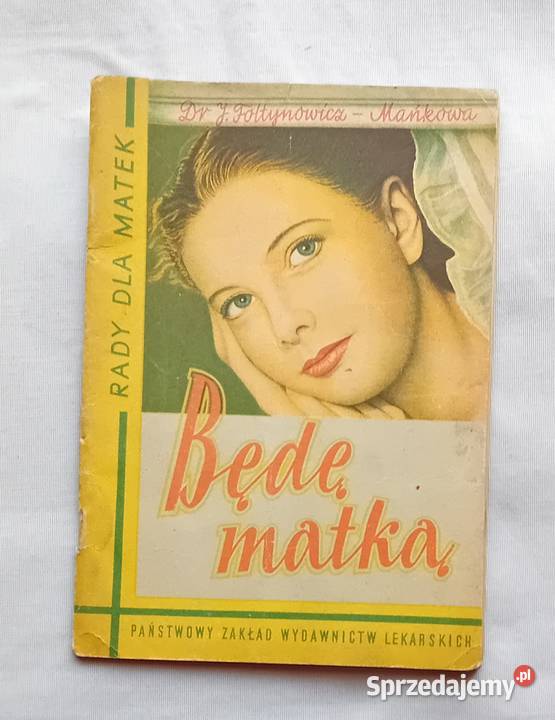 Dr J. Fołtynowicz – Mańkowa
RADY DLA MATEK
Będę
matką
PAŃSTWOWY ZAKŁAD WYDAWNICTW LEKARSKICH
Sprzedajemy.pl